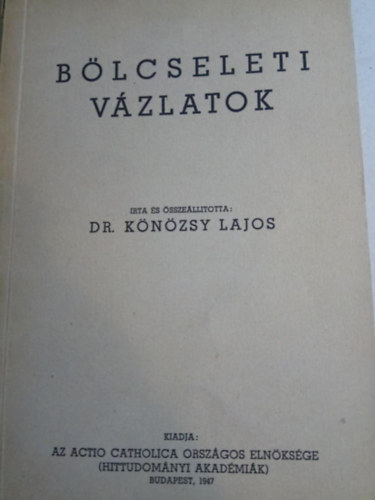 BÖLCSELETI
VÁZLATOK
IRTA ÉS ÖSSZEÁLLITOTTA:
DR. KÖNÖZSY LAJOS
KIADJA:
AZ ACTIO CATHOLICA ORSZÁGOS ELNÖKSÉGE
(HITTUDOMÁNYI AKADÉMIÁK)
BUDAPEST, 1947